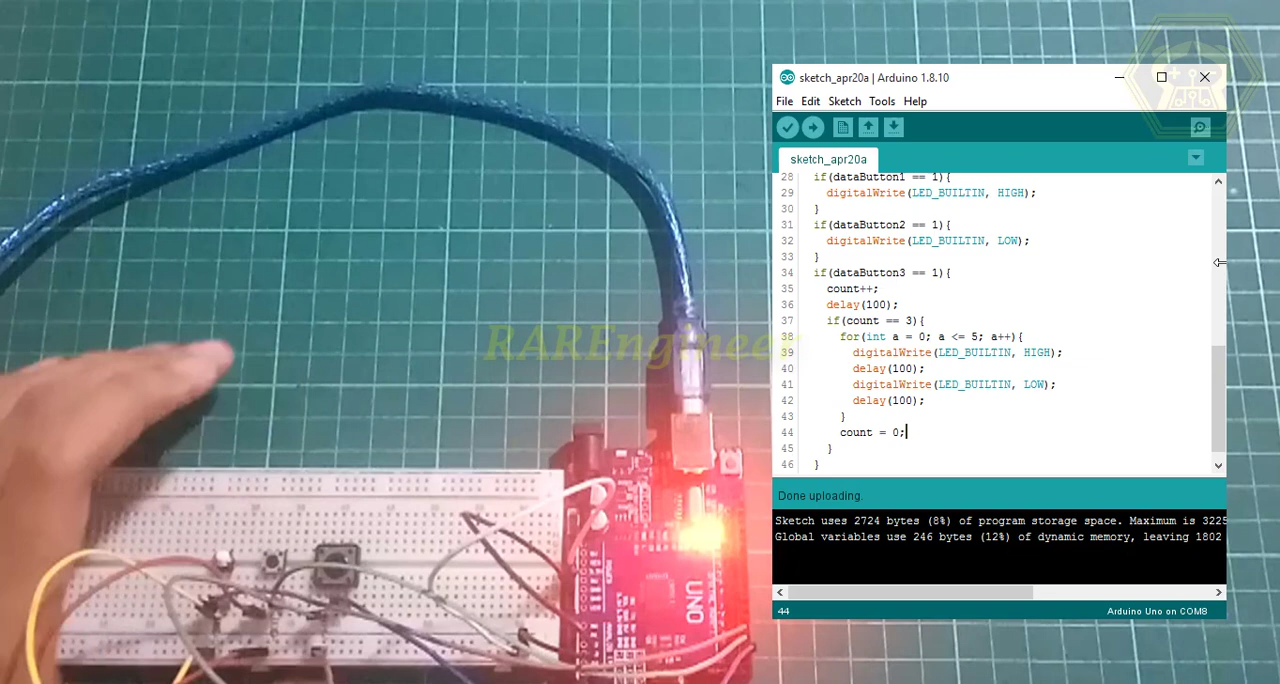 sketch_apr20a | Arduino 1.8.10
File Edit Sketch Tools Help
sketch_apr20a
28 if(dataButton1 == 1){
29 digitalWrite(LED_BUILTIN, HIGH);
30 }
31 if(dataButton2 == 1){
32 digitalWrite(LED_BUILTIN, LOW);
33 }
34 if(dataButton3 == 1){
35 count++;
36 delay(100);
37 if(count == 3){
38 for(int a = 0; a <= 5; a++){
39 digitalWrite(LED_BUILTIN, HIGH);
40 delay(100);
41 digitalWrite(LED_BUILTIN, LOW);
42 delay(100);
43 }
44 count = 0;
45 }
46 }
Done uploading.
Sketch uses 2724 bytes (8%) of program storage space. Maximum is 3225
Global variables use 246 bytes (12%) of dynamic memory, leaving 1802
44 Arduino Uno on COM8
RAREngineer
UNO